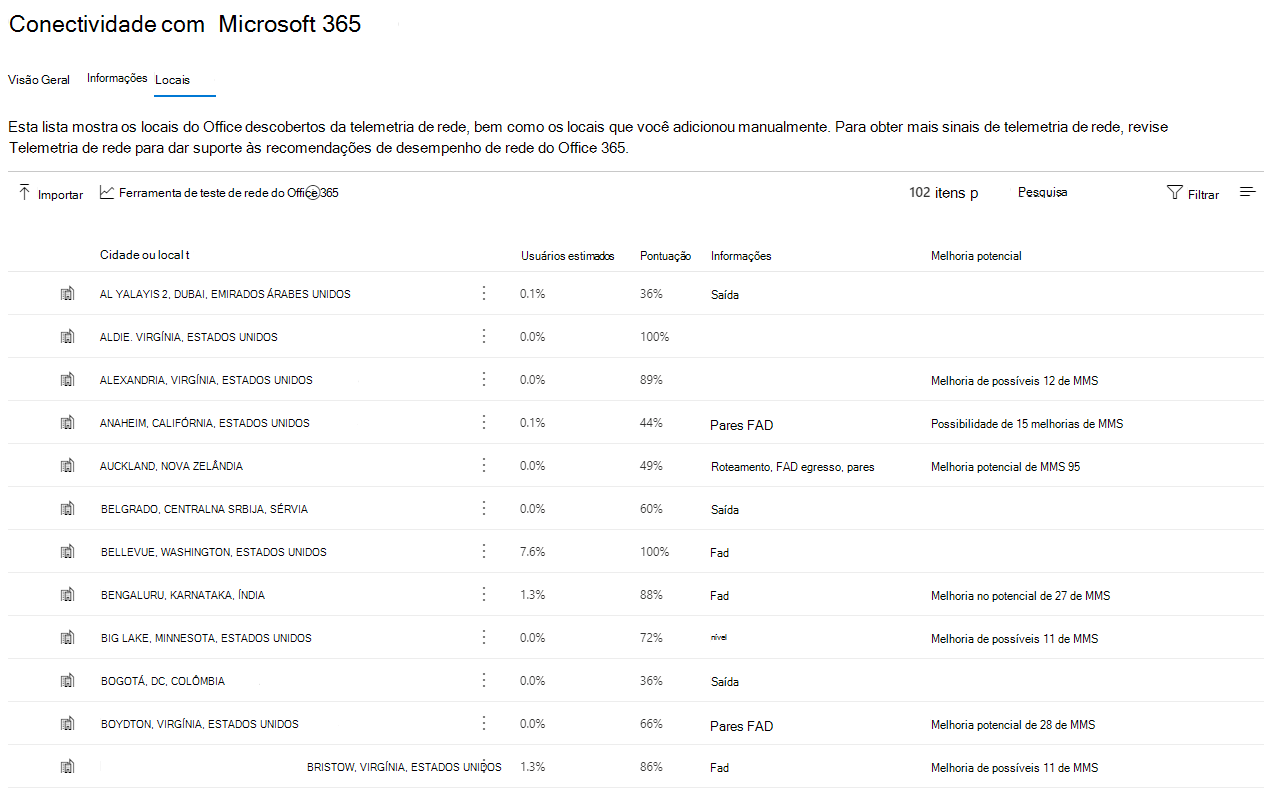 Conectividade com Microsoft 365
Visão Geral Informações Locais
Esta lista mostra os locais do Office descobertos da telemetria de rede, bem como os locais que você adicionou manualmente. Para obter mais sinais de telemetria de rede, revise
Telemetria de rede para dar suporte às recomendações de desempenho de rede do Office 365.
Importar Ferramenta de teste de rede do Office 365 102 itens p Pesquisa Filtrar
Cidade ou local t Usuários estimados Pontuação Informações Melhoria potencial
AL YALAYIS 2, DUBAI, EMIRADOS ÁRABES UNIDOS 0.1% 36% Saída
ALDIE. VIRGÍNIA, ESTADOS UNIDOS 0.0% 100%
ALEXANDRIA, VIRGÍNIA, ESTADOS UNIDOS 0.0% 89% Melhoria de possíveis 12 de MMS
ANAHEIM, CALIFÓRNIA, ESTADOS UNIDOS 0.1% 44% Pares FAD Possibilidade de 15 melhorias de MMS
AUCKLAND, NOVA ZELÂNDIA 0.0% 49% Roteamento, FAD egresso, pares Melhoria potencial de MMS 95
BELGRADO, CENTRALNA SRBIJA, SÉRVIA 0.0% 60% Saída
BELLEVUE, WASHINGTON, ESTADOS UNIDOS 7.6% 100% Fad
BENGALURU, KARNATAKA, ÍNDIA 1.3% 88% Fad Melhoria no potencial de 27 de MMS
BIG LAKE, MINNESOTA, ESTADOS UNIDOS 0.0% 72% nível Melhoria de possíveis 11 de MMS
BOGOTÁ, DC, COLÔMBIA 0.0% 36% Saída
BOYDTON, VIRGÍNIA, ESTADOS UNIDOS 0.0% 66% Pares FAD Melhoria potencial de 28 de MMS
BRISTOW, VIRGÍNIA, ESTADOS UNIDOS 1.3% 86% Fad Melhoria de possíveis 11 de MMS